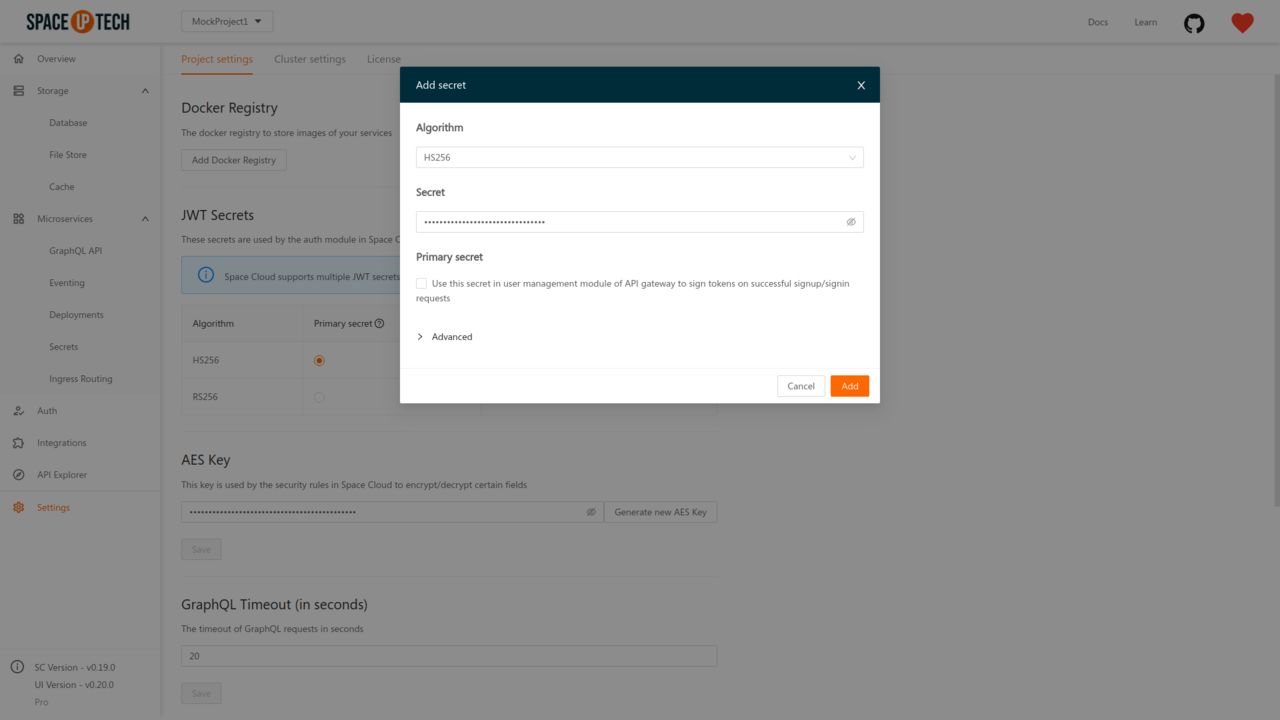 SPACE UP TECH
MockProject1
Docs
Learn
Overview
Storage
Database
File Store
Cache
Microservices
GraphQL API
Eventing
Deployments
Secrets
Ingress Routing
Auth
Integrations
API Explorer
Settings
SC Version - v0.19.0
UI Version - v0.20.0
Pro
Project settings
Cluster settings
License
Docker Registry
The docker registry to store images of your services
Add Docker Registry
JWT Secrets
These secrets are used by the auth module in Space C
Space Cloud supports multiple JWT secrets
Algorithm
Primary secret
HS256
RS256
AES Key
This key is used by the security rules in Space Cloud to encrypt/decrypt certain fields
••••••••••••••••••••••••••••••••••••••••••••
Generate new AES Key
Save
GraphQL Timeout (in seconds)
The timeout of GraphQL requests in seconds
20
Save
Add secret
Algorithm
HS256
Secret
••••••••••••••••••••••••••••••••
Primary secret
Use this secret in user management module of API gateway to sign tokens on successful signup/signin
requests
Advanced
Cancel
Add